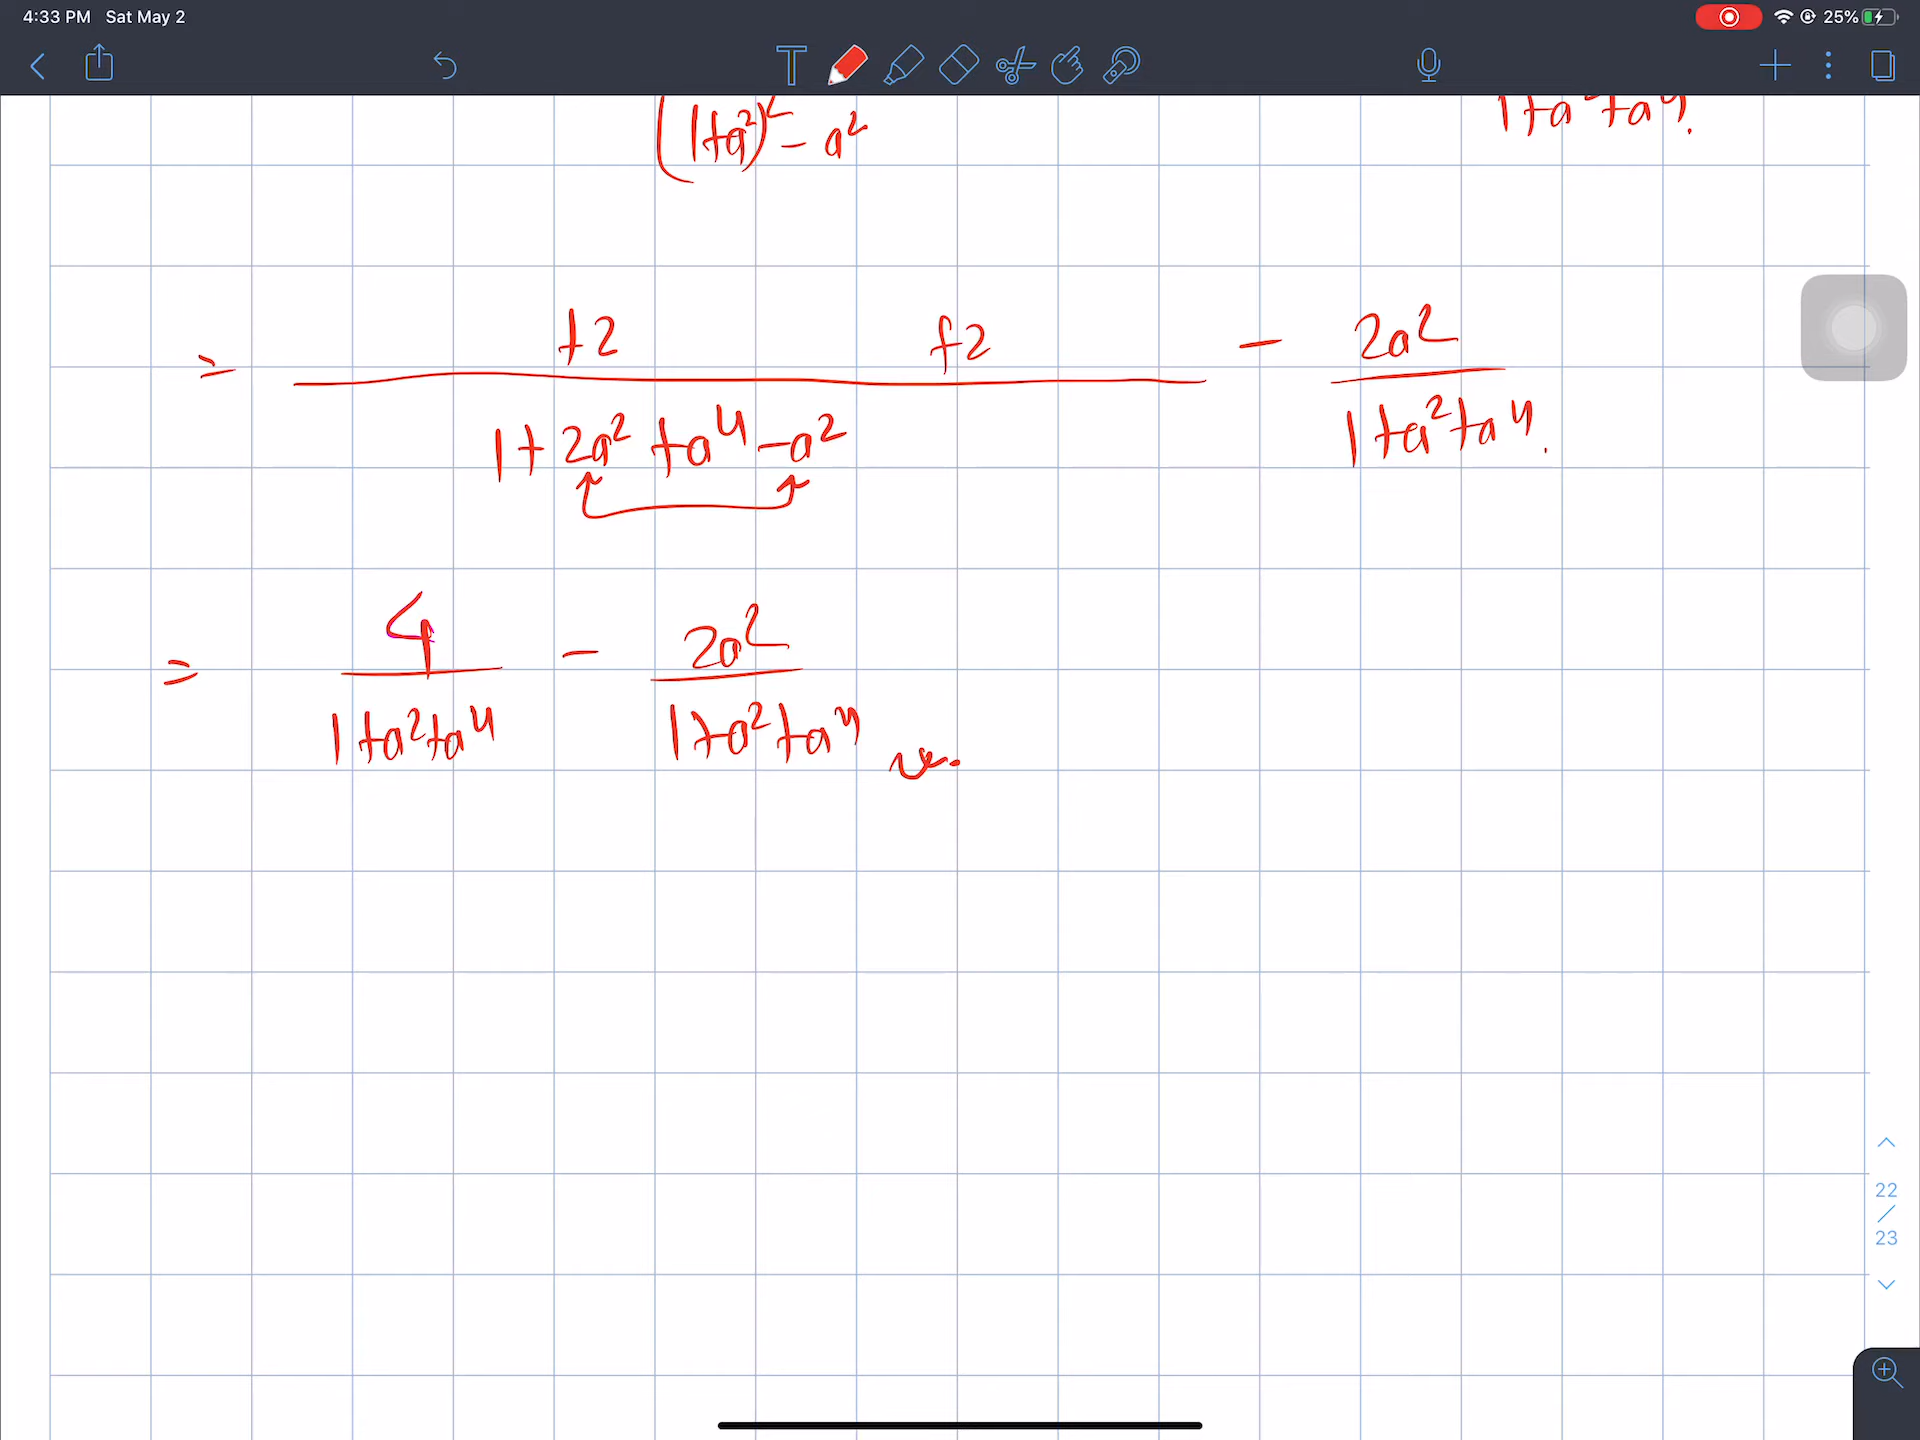 4:33 PM Sat May 2
25%
T
(1+a²)² - a² 1+a²+a⁴.
= +2 +2 - 2a²
1+2a²+a⁴-a² 1+a²+a⁴.
= 4 - 2a²
1+a²+a⁴ 1+a²+a⁴
22
/
23